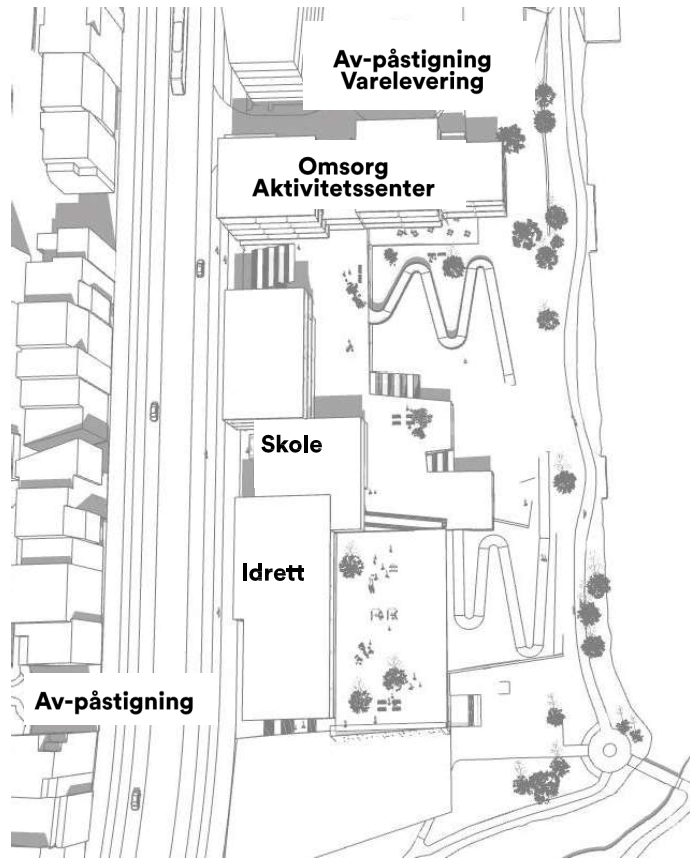 Av-påstigning
Varelevering
Omsorg
Aktivitetssenter
Skole
Idrett
Av-påstigning